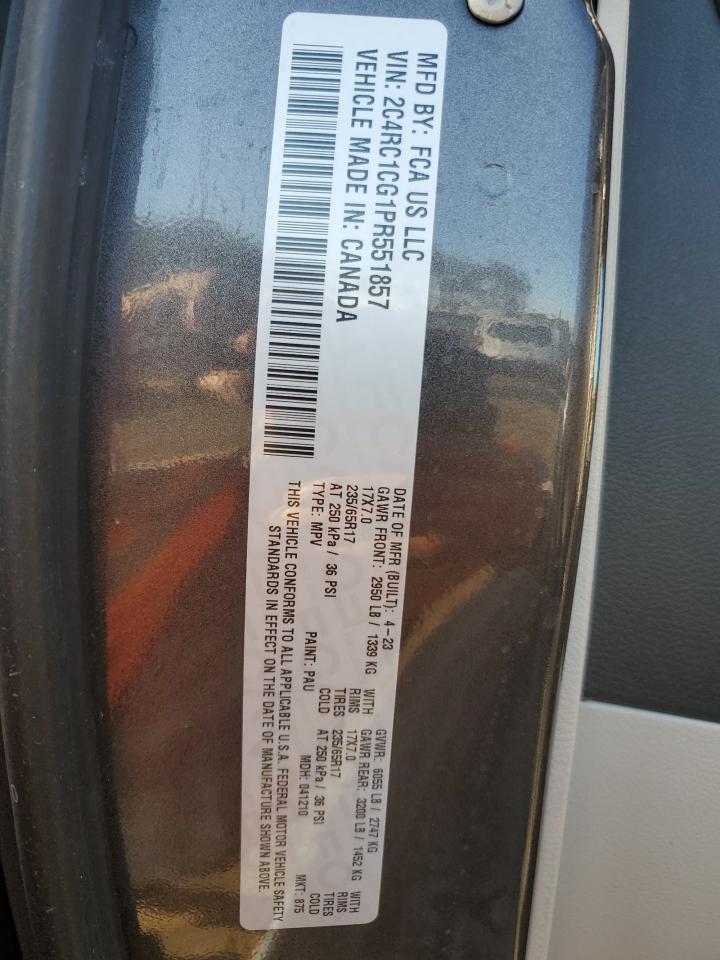 MFD BY: FCA US LLC
VIN: 2C4RC1CG1PR551857
VEHICLE MADE IN: CANADA
DATE OF MFR (BUILT): 4-23 GVWR: 6055 LB / 2747 KG
GAWR FRONT: 2950 LB / 1339 KG WITH GAWR REAR: 3200 LB / 1452 KG WITH
17X7.0 RIMS 17X7.0 RIMS
235/65R17 TIRES 235/65R17 TIRES
AT 250 kPa / 36 PSI COLD AT 250 kPa / 36 PSI COLD
TYPE: MPV PAINT: PAU MDH: 041210 MKT: 875
THIS VEHICLE CONFORMS TO ALL APPLICABLE U.S.A. FEDERAL MOTOR VEHICLE SAFETY
STANDARDS IN EFFECT ON THE DATE OF MANUFACTURE SHOWN ABOVE.